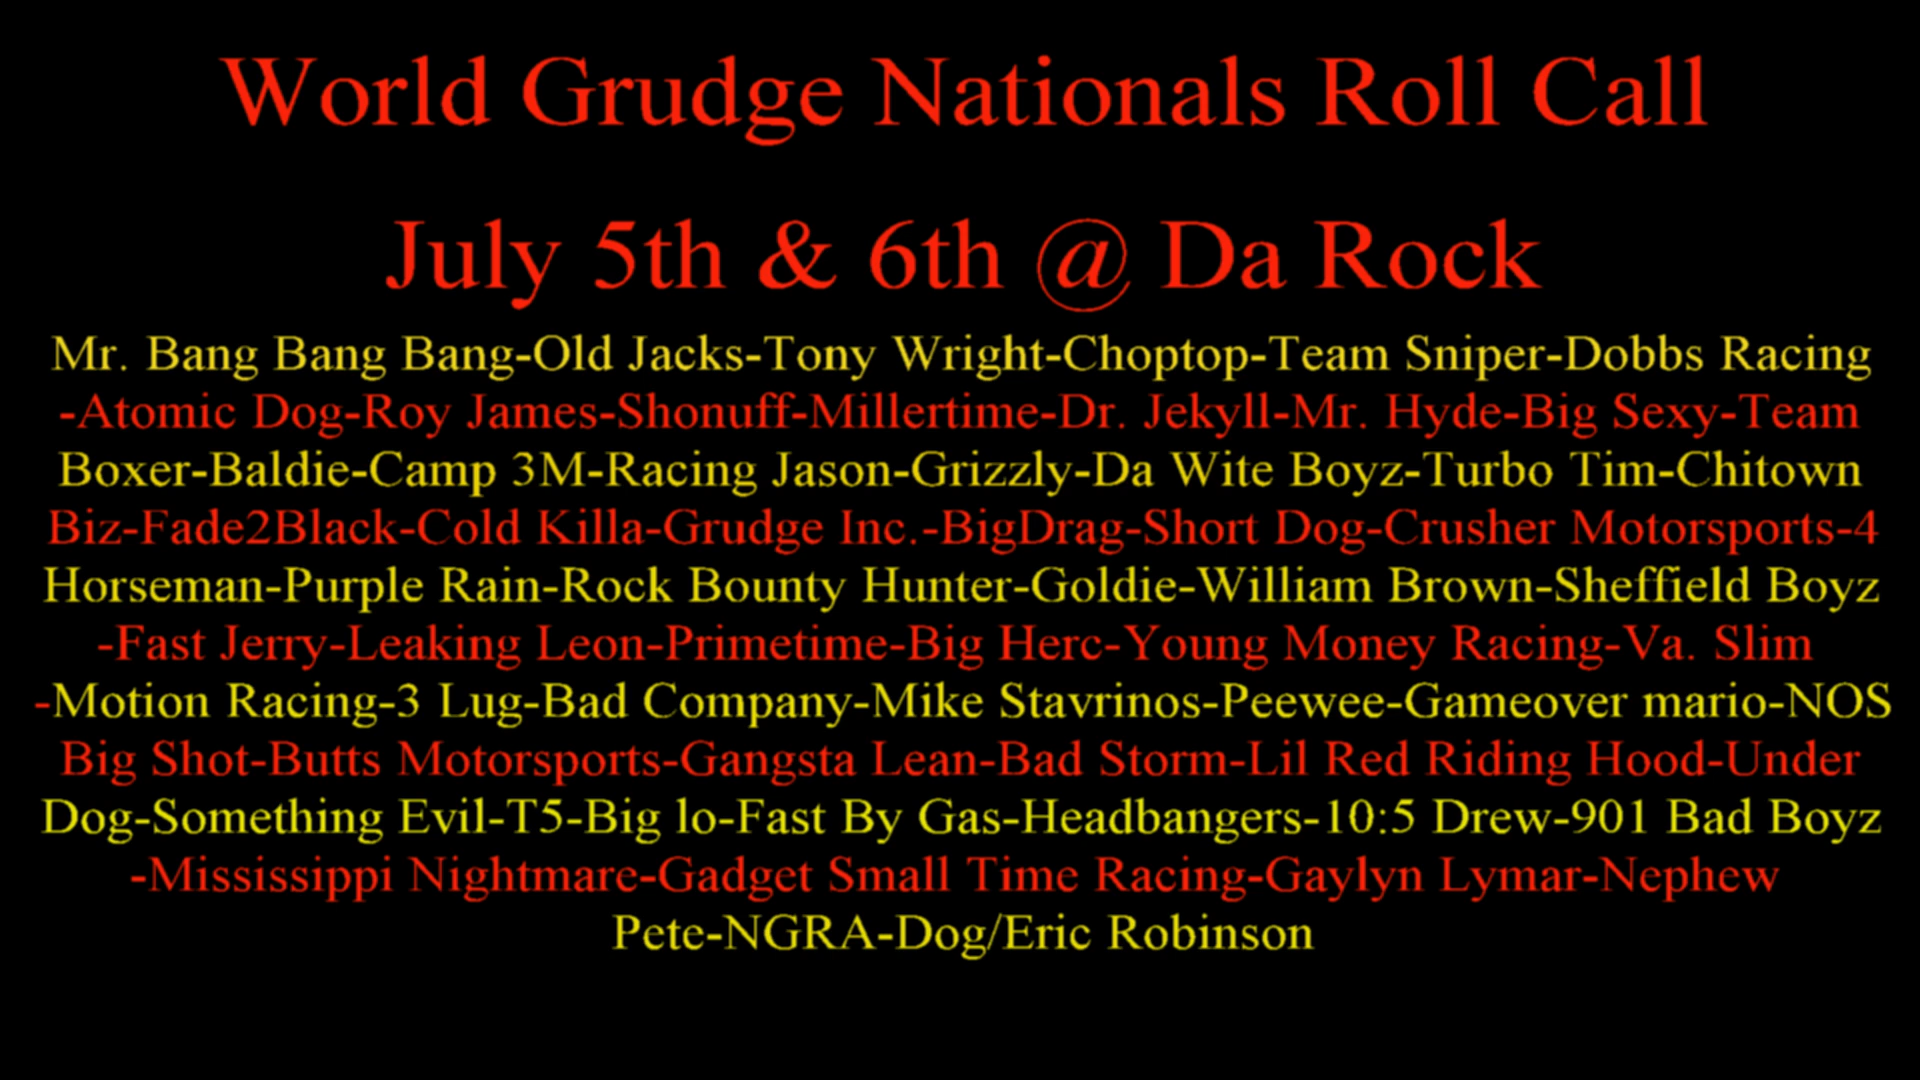 World Grudge Nationals Roll Call
July 5th & 6th @ Da Rock
Mr. Bang Bang Bang-Old Jacks-Tony Wright-Choptop-Team Sniper-Dobbs Racing
-Atomic Dog-Roy James-Shonuff-Millertime-Dr. Jekyll-Mr. Hyde-Big Sexy-Team
Boxer-Baldie-Camp 3M-Racing Jason-Grizzly-Da Wite Boyz-Turbo Tim-Chitown
Biz-Fade2Black-Cold Killa-Grudge Inc.-BigDrag-Short Dog-Crusher Motorsports-4
Horseman-Purple Rain-Rock Bounty Hunter-Goldie-William Brown-Sheffield Boyz
-Fast Jerry-Leaking Leon-Primetime-Big Herc-Young Money Racing-Va. Slim
-Motion Racing-3 Lug-Bad Company-Mike Stavrinos-Peewee-Gameover mario-NOS
Big Shot-Butts Motorsports-Gangsta Lean-Bad Storm-Lil Red Riding Hood-Under
Dog-Something Evil-T5-Big lo-Fast By Gas-Headbangers-10:5 Drew-901 Bad Boyz
-Mississippi Nightmare-Gadget Small Time Racing-Gaylyn Lymar-Nephew
Pete-NGRA-Dog/Eric Robinson